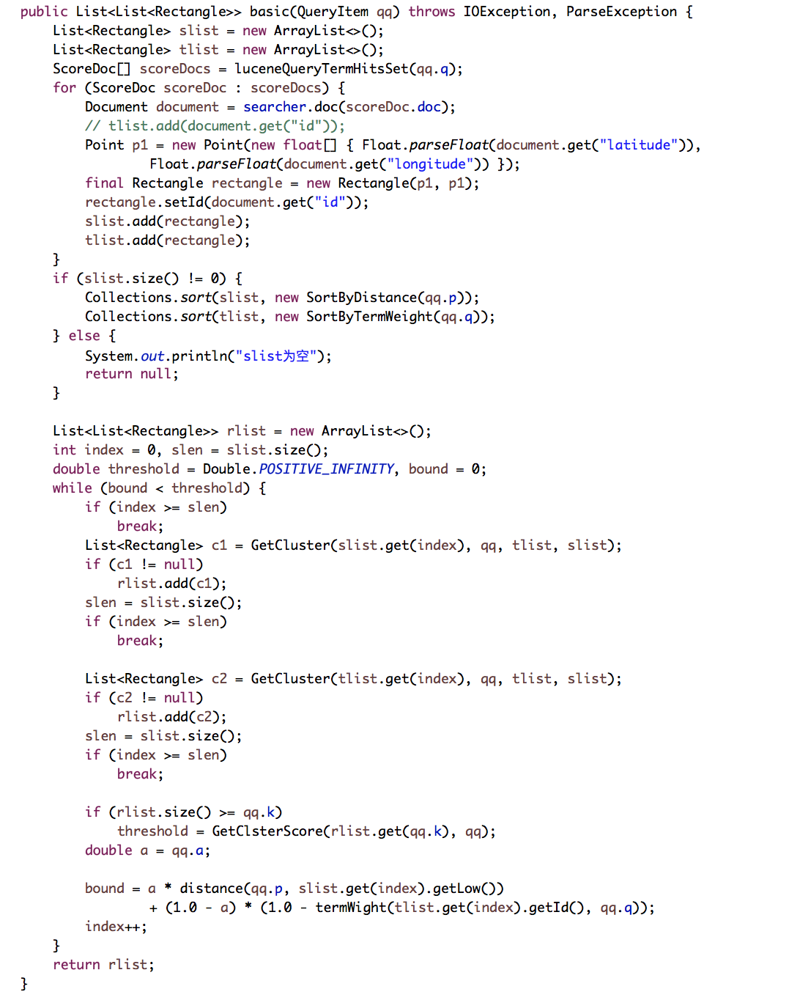 public List<List<Rectangle>> basic(QueryItem qq) throws IOException, ParseException {
    List<Rectangle> slist = new ArrayList<>();
    List<Rectangle> tlist = new ArrayList<>();
    ScoreDoc[] scoreDocs = luceneQueryTermHitsSet(qq.q);
    for (ScoreDoc scoreDoc : scoreDocs) {
        Document document = searcher.doc(scoreDoc.doc);
        // tlist.add(document.get("id"));
        Point p1 = new Point(new float[] { Float.parseFloat(document.get("latitude")),
                Float.parseFloat(document.get("longitude")) });
        final Rectangle rectangle = new Rectangle(p1, p1);
        rectangle.setId(document.get("id"));
        slist.add(rectangle);
        tlist.add(rectangle);
    }
    if (slist.size() != 0) {
        Collections.sort(slist, new SortByDistance(qq.p));
        Collections.sort(tlist, new SortByTermWeight(qq.q));
    } else {
        System.out.println("slist为空");
        return null;
    }

    List<List<Rectangle>> rlist = new ArrayList<>();
    int index = 0, slen = slist.size();
    double threshold = Double.POSITIVE_INFINITY, bound = 0;
    while (bound < threshold) {
        if (index >= slen)
            break;
        List<Rectangle> c1 = GetCluster(slist.get(index), qq, tlist, slist);
        if (c1 != null)
            rlist.add(c1);
        slen = slist.size();
        if (index >= slen)
            break;

        List<Rectangle> c2 = GetCluster(tlist.get(index), qq, tlist, slist);
        if (c2 != null)
            rlist.add(c2);
        slen = slist.size();
        if (index >= slen)
            break;

        if (rlist.size() >= qq.k)
            threshold = GetClsterScore(rlist.get(qq.k), qq);
        double a = qq.a;

        bound = a * distance(qq.p, slist.get(index).getLow())
                + (1.0 - a) * (1.0 - termWight(tlist.get(index).getId(), qq.q));
        index++;
    }
    return rlist;
}